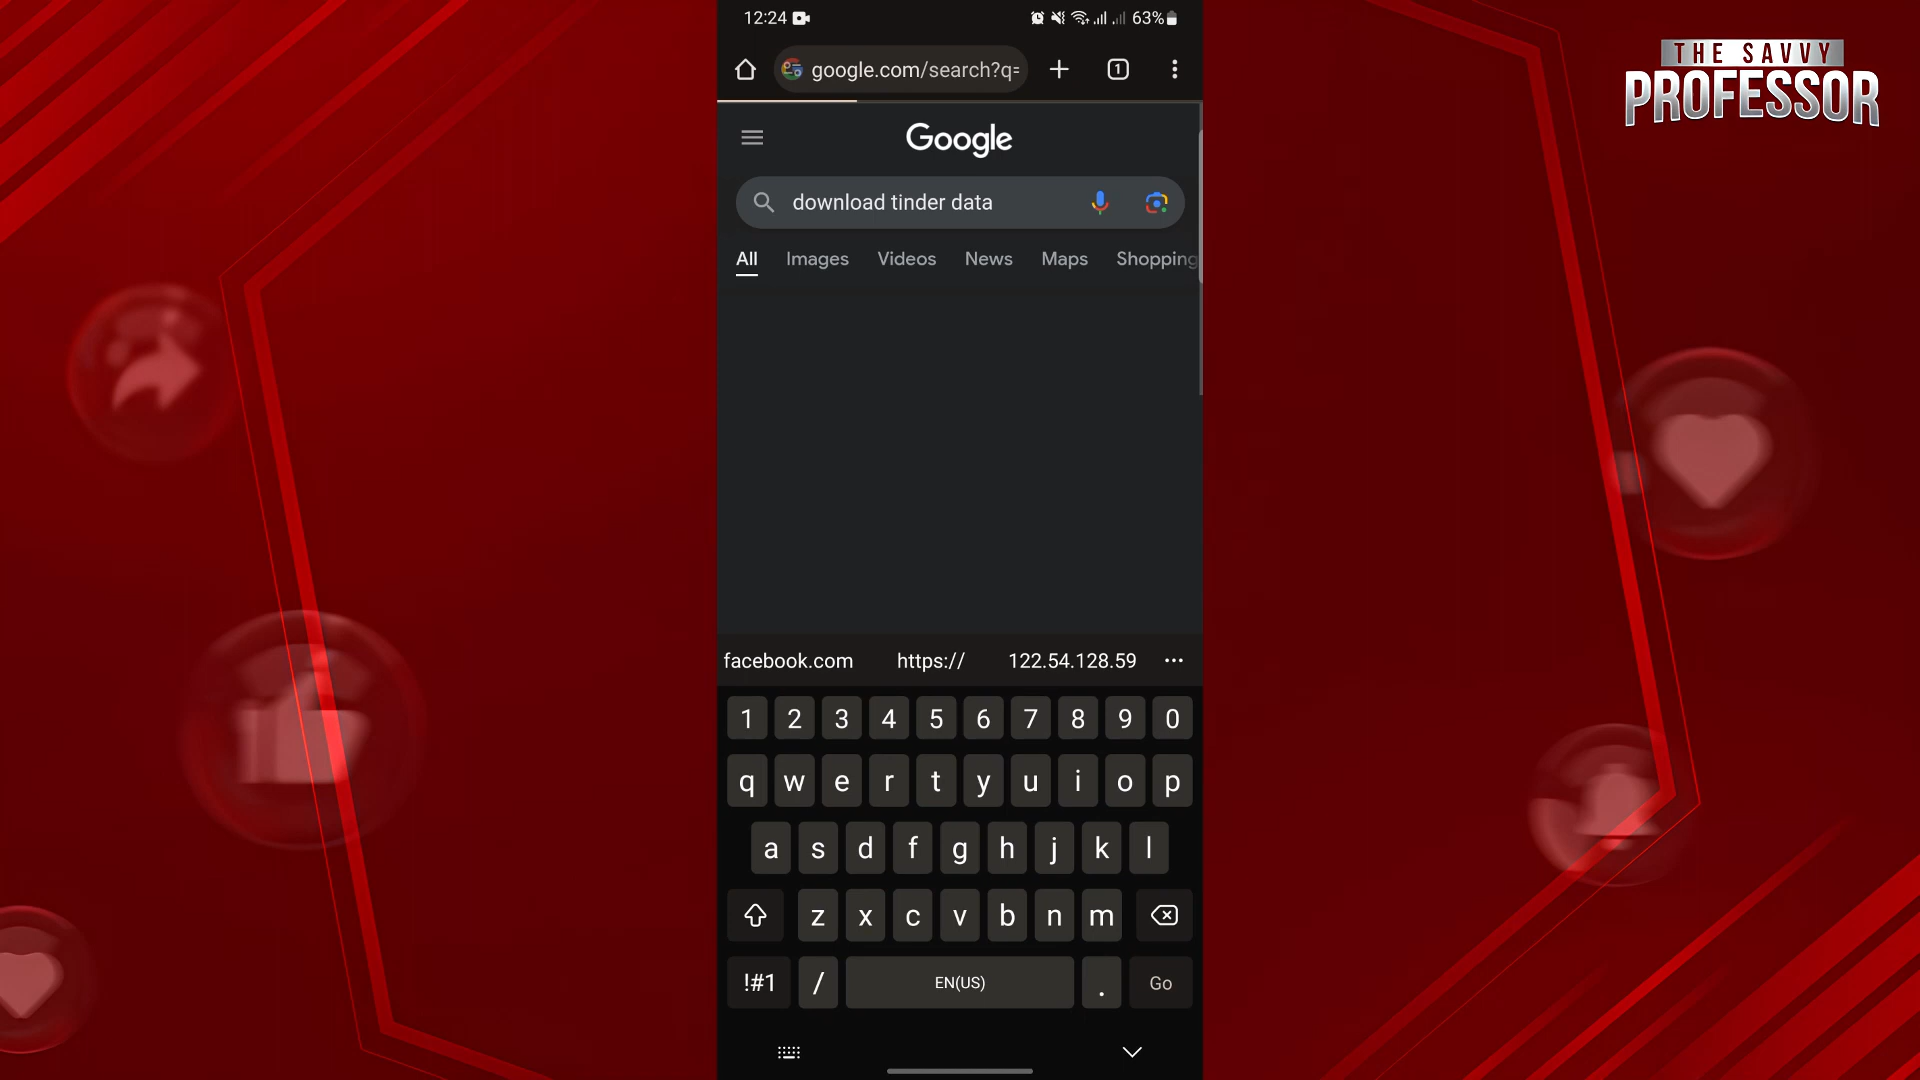 12:24 63%
THE SAVVY
PROFESSOR
google.com/search?q=
1
Google
download tinder data
All Images Videos News Maps Shopping
facebook.com https:// 122.54.128.59
1 2 3 4 5 6 7 8 9 0
q w e r t y u i o p
a s d f g h j k l
z x c v b n m
!#1 / EN(US) . Go